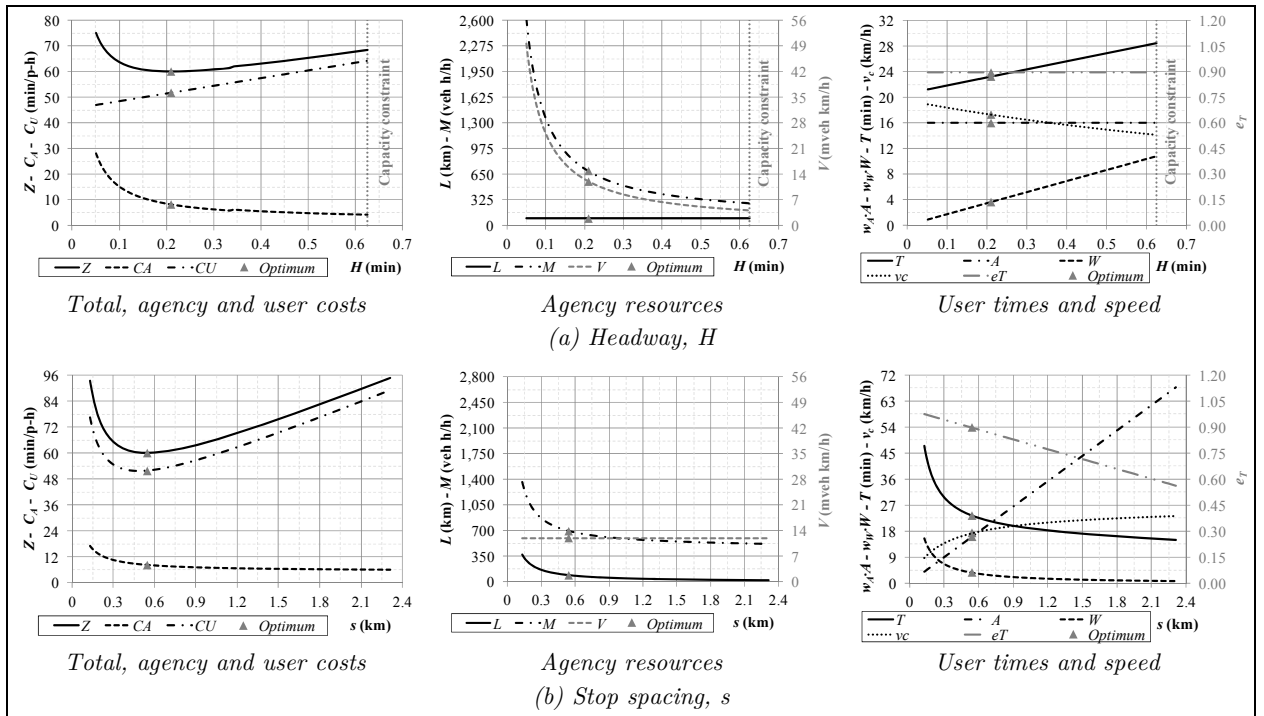 Z - C_A - C_U (min/p-h)
80
70
60
50
40
30
20
10
0
0 0.1 0.2 0.3 0.4 0.5 0.6 0.7
Capacity constraint
Z CA CU Optimum
H (min)
Total, agency and user costs
L (km) - M (veh h/h)
2,600
2,275
1,950
1,625
1,300
975
650
325
0
0 0.1 0.2 0.3 0.4 0.5 0.6 0.7
Capacity constraint
56
49
42
35
28
21
14
7
0
V (mveh km/h)
L M V Optimum
H (min)
Agency resources
w_A·A - w_W·W - T (min) - v_c (km/h)
32
28
24
20
16
12
8
4
0
0 0.1 0.2 0.3 0.4 0.5 0.6 0.7
Capacity constraint
1.20
1.05
0.90
0.75
0.60
0.45
0.30
0.15
0.00
e_T
T A W
vc eT Optimum
H (min)
User times and speed
(a) Headway, H
Z - C_A - C_U (min/p-h)
96
84
72
60
48
36
24
12
0
0 0.3 0.6 0.9 1.2 1.5 1.8 2.1 2.4
Z CA CU Optimum
s (km)
Total, agency and user costs
L (km) - M (veh h/h)
2,800
2,450
2,100
1,750
1,400
1,050
700
350
0
0 0.3 0.6 0.9 1.2 1.5 1.8 2.1 2.4
56
49
42
35
28
21
14
7
0
V (mveh km/h)
L M V Optimum
s (km)
Agency resources
w_A·A - w_W·W - T (min) - v_c (km/h)
72
63
54
45
36
27
18
9
0
0 0.3 0.6 0.9 1.2 1.5 1.8 2.1 2.4
1.20
1.05
0.90
0.75
0.60
0.45
0.30
0.15
0.00
e_T
T A W
vc eT Optimum
s (km)
User times and speed
(b) Stop spacing, s